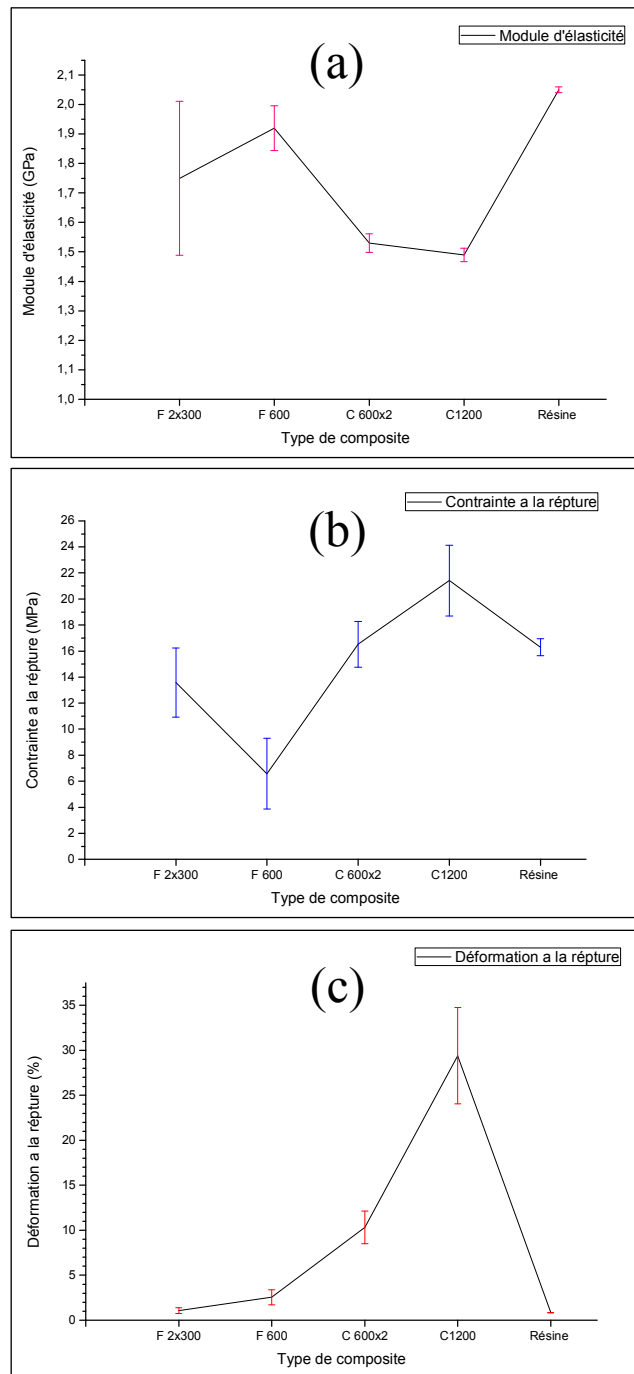 (a)
Module d'élasticité
2,1
2,0
1,9
1,8
1,7
1,6
1,5
1,4
1,3
1,2
1,1
1,0
Module d'élasticité (GPa)
F 2x300 F 600 C 600x2 C1200 Résine
Type de composite
(b)
Contrainte a la répture
26
24
22
20
18
16
14
12
10
8
6
4
2
0
Contrainte a la répture (MPa)
F 2x300 F 600 C 600x2 C1200 Résine
Type de composite
(c)
Déformation a la répture
35
30
25
20
15
10
5
0
Déformation a la répture (%)
F 2x300 F 600 C 600x2 C1200 Résine
Type de composite